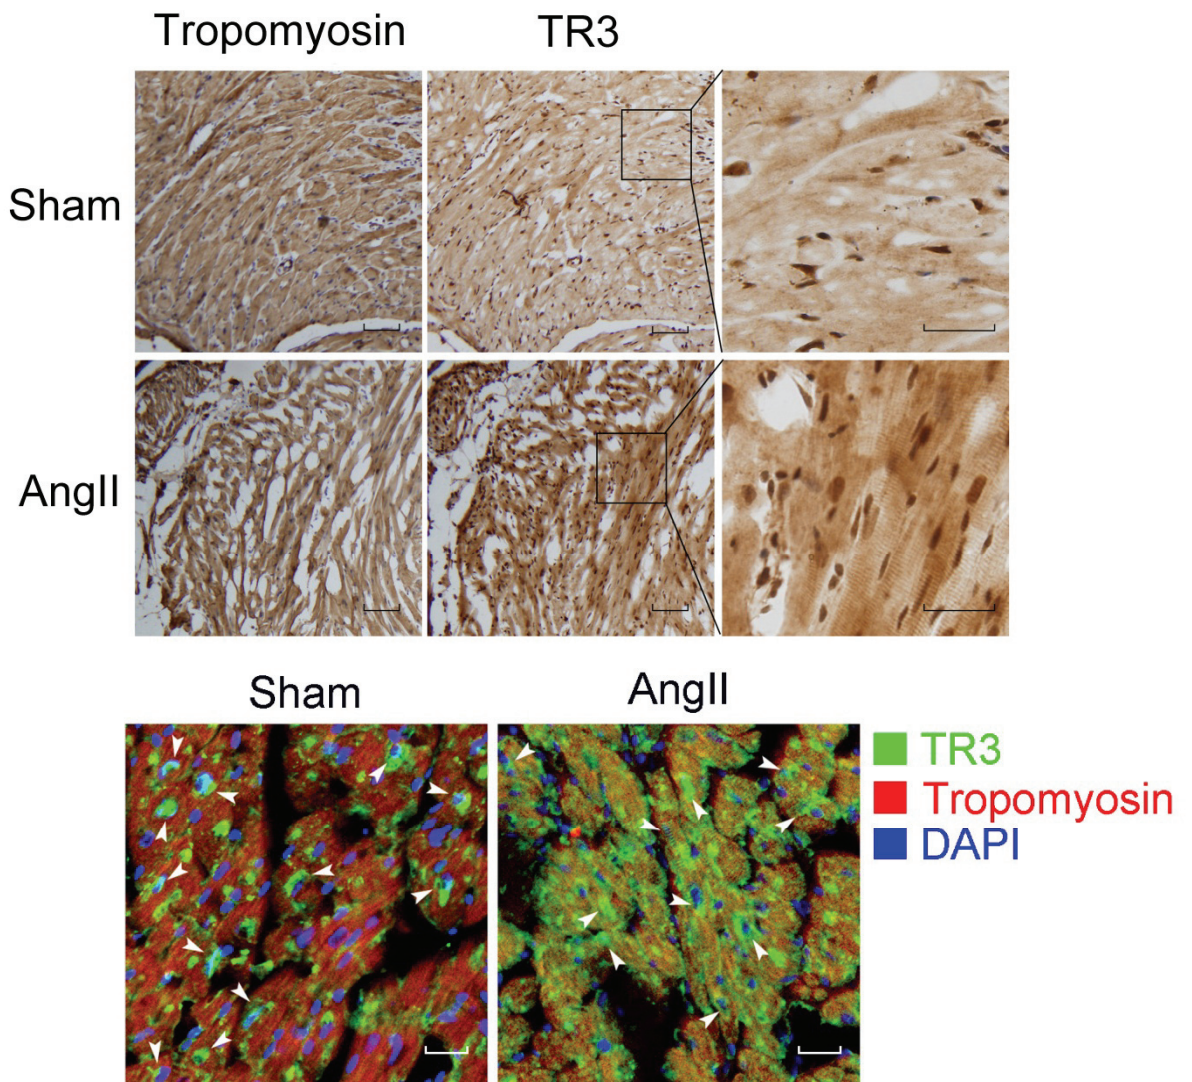 Tropomyosin TR3
Sham
AngII
Sham AngII
TR3
Tropomyosin
DAPI